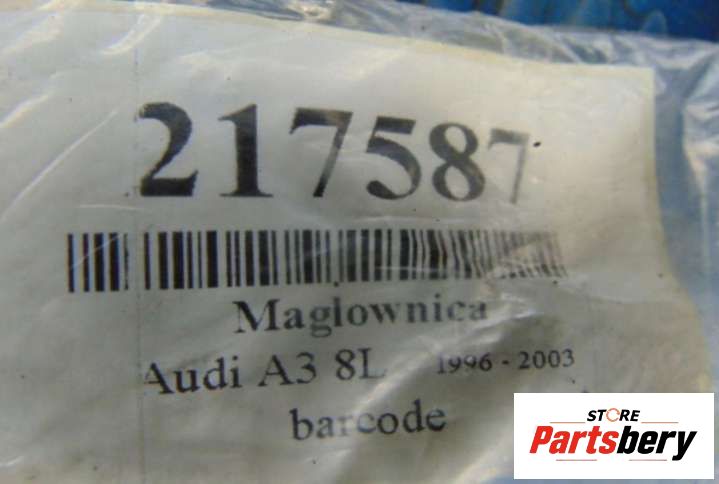 217587
Maglownica
Audi A3 8L 1996 - 2003
barcode
STORE
Partsbery